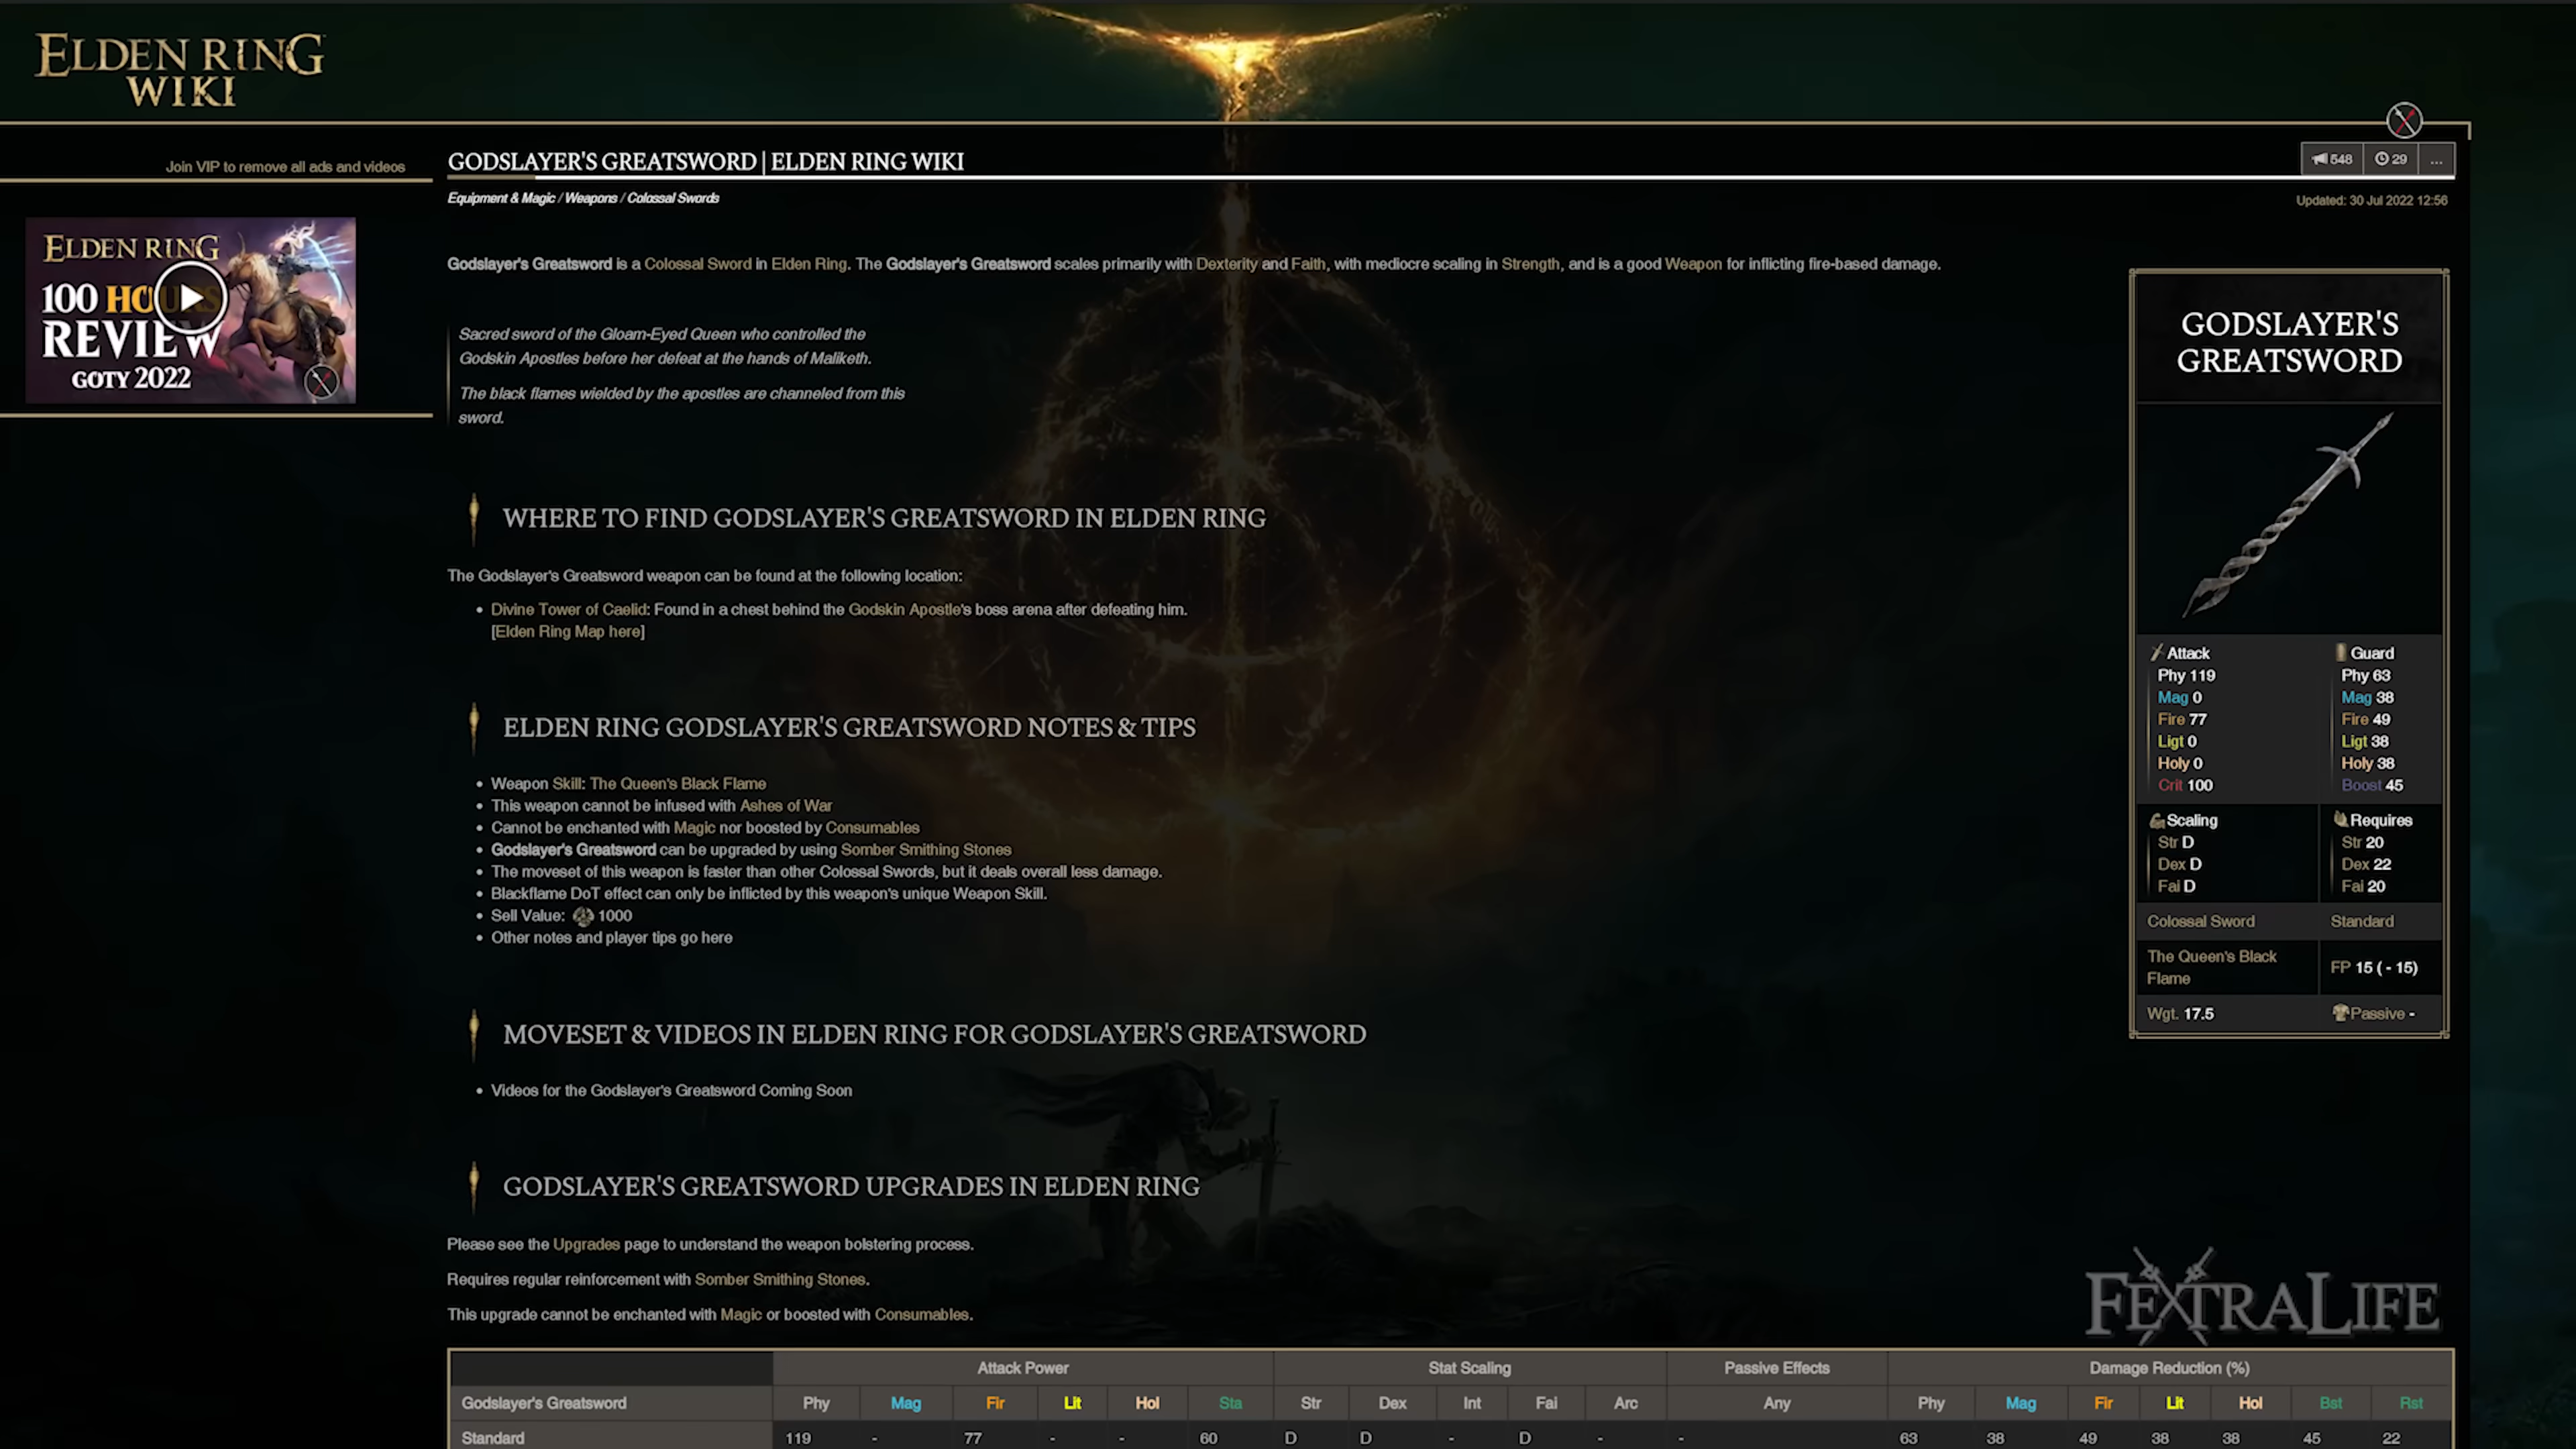 ELDEN RING
WIKI
Join VIP to remove all ads and videos
ELDEN RING
100 HO
REVIEW
GOTY 2022
GODSLAYER'S GREATSWORD | ELDEN RING WIKI
548 29 ...
Equipment & Magic / Weapons / Colossal Swords
Updated: 30 Jul 2022 12:56
Godslayer's Greatsword is a Colossal Sword in Elden Ring. The Godslayer's Greatsword scales primarily with Dexterity and Faith, with mediocre scaling in Strength, and is a good Weapon for inflicting fire-based damage.
Sacred sword of the Gloam-Eyed Queen who controlled the
Godskin Apostles before her defeat at the hands of Maliketh.
The black flames wielded by the apostles are channeled from this
sword.
WHERE TO FIND GODSLAYER'S GREATSWORD IN ELDEN RING
The Godslayer's Greatsword weapon can be found at the following location:
• Divine Tower of Caelid: Found in a chest behind the Godskin Apostle's boss arena after defeating him.
[Elden Ring Map here]
ELDEN RING GODSLAYER'S GREATSWORD NOTES & TIPS
• Weapon Skill: The Queen's Black Flame
• This weapon cannot be infused with Ashes of War
• Cannot be enchanted with Magic nor boosted by Consumables
• Godslayer's Greatsword can be upgraded by using Somber Smithing Stones
• The moveset of this weapon is faster than other Colossal Swords, but it deals overall less damage.
• Blackflame DoT effect can only be inflicted by this weapon's unique Weapon Skill.
• Sell Value: 1000
• Other notes and player tips go here
MOVESET & VIDEOS IN ELDEN RING FOR GODSLAYER'S GREATSWORD
• Videos for the Godslayer's Greatsword Coming Soon
GODSLAYER'S GREATSWORD UPGRADES IN ELDEN RING
Please see the Upgrades page to understand the weapon bolstering process.
Requires regular reinforcement with Somber Smithing Stones.
This upgrade cannot be enchanted with Magic or boosted with Consumables.
GODSLAYER'S
GREATSWORD
Attack Guard
Phy 119 Phy 63
Mag 0 Mag 38
Fire 77 Fire 49
Ligt 0 Ligt 38
Holy 0 Holy 38
Crit 100 Boost 45
Scaling Requires
Str D Str 20
Dex D Dex 22
Fai D Fai 20
Colossal Sword Standard
The Queen's Black
Flame FP 15 ( - 15)
Wgt. 17.5 Passive -
FEXTRALIFE
Attack Power Stat Scaling Passive Effects Damage Reduction (%)
Godslayer's Greatsword Phy Mag Fir Lit Hol Sta Str Dex Int Fai Arc Any Phy Mag Fir Lit Hol Bst Rst
Standard 119 - 77 - - 60 D D - D - - 63 38 49 38 38 45 22